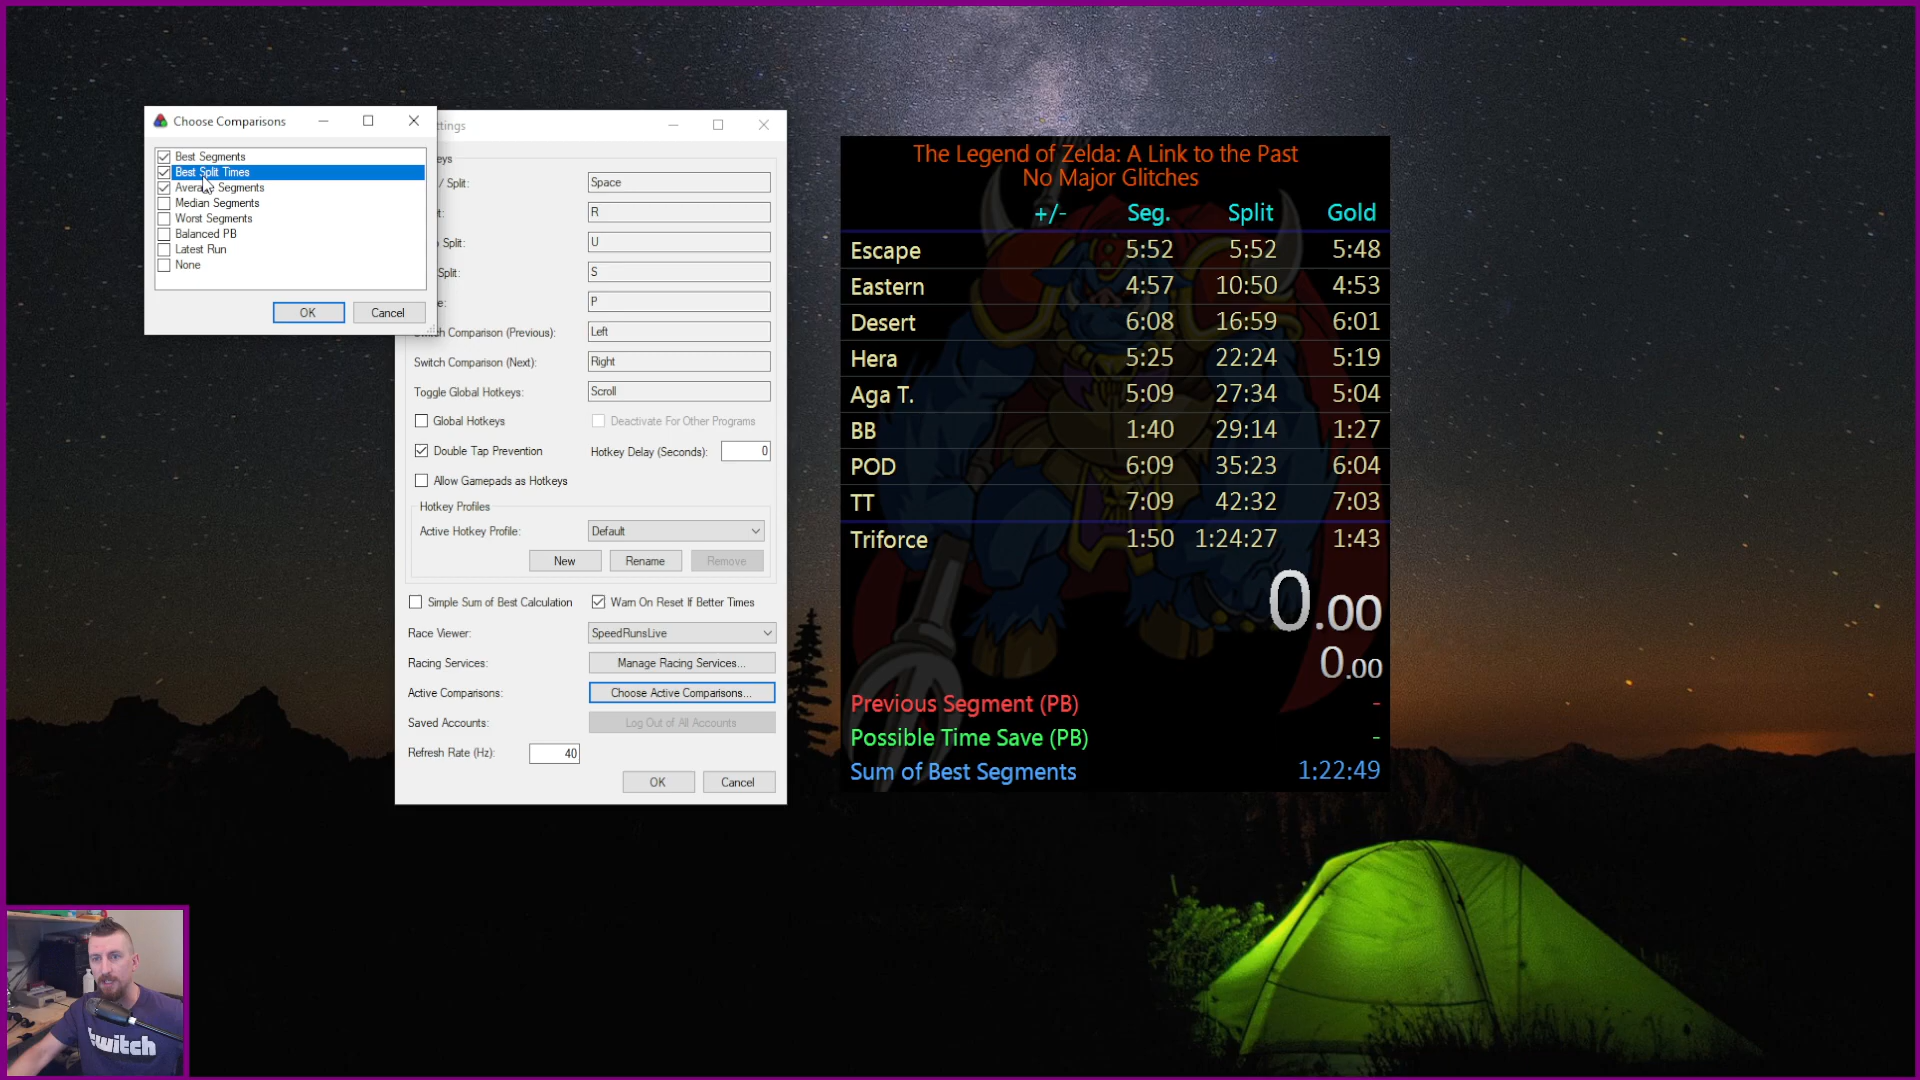 Choose Comparisons
Best Segments
Best Split Times
Average Segments
Median Segments
Worst Segments
Balanced PB
Latest Run
None
OK
Cancel
ttings
eys
/ Split:
Space
t:
R
Split:
U
Split:
S
e:
P
Switch Comparison (Previous):
Left
Switch Comparison (Next):
Right
Toggle Global Hotkeys:
Scroll
Global Hotkeys
Deactivate For Other Programs
Double Tap Prevention
Hotkey Delay (Seconds):
0
Allow Gamepads as Hotkeys
Hotkey Profiles
Active Hotkey Profile:
Default
New
Rename
Remove
Simple Sum of Best Calculation
Warn On Reset If Better Times
Race Viewer:
SpeedRunsLive
Racing Services:
Manage Racing Services...
Active Comparisons:
Choose Active Comparisons...
Saved Accounts:
Log Out of All Accounts
Refresh Rate (Hz):
40
OK
Cancel
The Legend of Zelda: A Link to the Past
No Major Glitches
+/- Seg. Split Gold
Escape 5:52 5:52 5:48
Eastern 4:57 10:50 4:53
Desert 6:08 16:59 6:01
Hera 5:25 22:24 5:19
Aga T. 5:09 27:34 5:04
BB 1:40 29:14 1:27
POD 6:09 35:23 6:04
TT 7:09 42:32 7:03
Triforce 1:50 1:24:27 1:43
0.00
0.00
Previous Segment (PB) -
Possible Time Save (PB) -
Sum of Best Segments 1:22:49
twitch